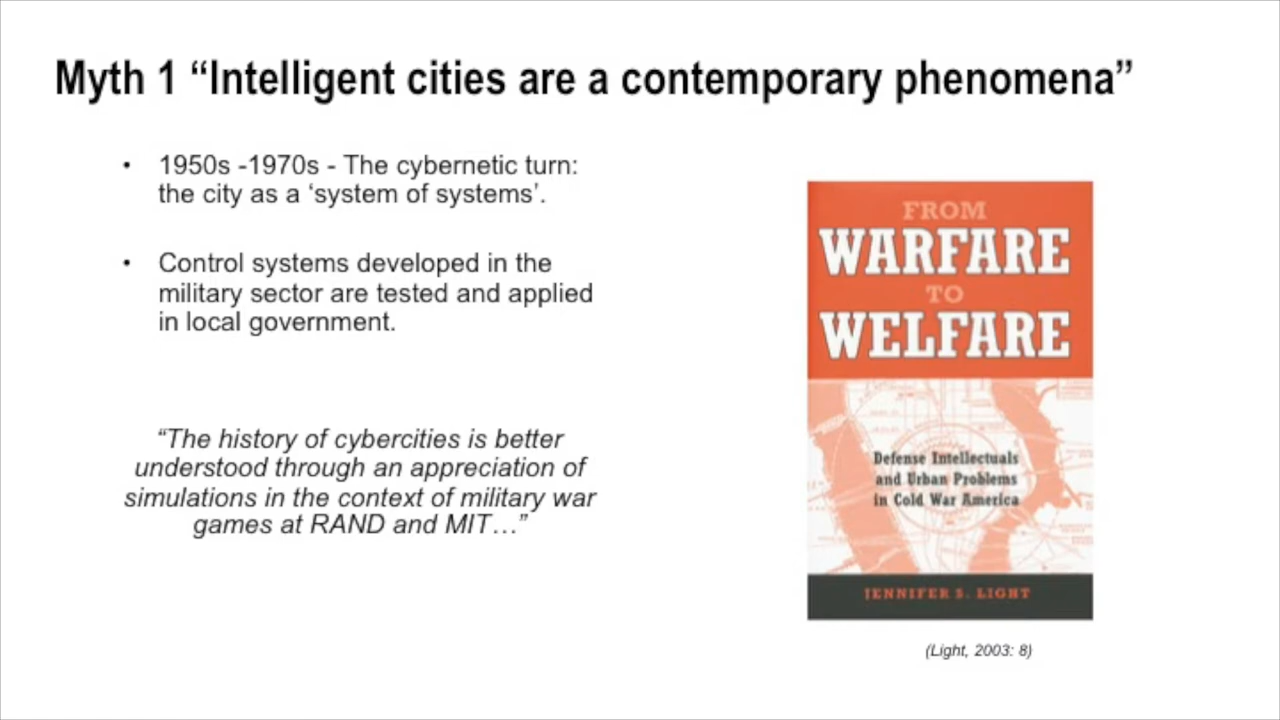 Myth 1 “Intelligent cities are a contemporary phenomena”
• 1950s -1970s - The cybernetic turn:
the city as a ‘system of systems’.
• Control systems developed in the
military sector are tested and applied
in local government.
“The history of cybercities is better
understood through an appreciation of
simulations in the context of military war
games at RAND and MIT…”
FROM
WARFARE
TO
WELFARE
Defense Intellectuals
and Urban Problems
in Cold War America
JENNIFER S. LIGHT
(Light, 2003: 8)